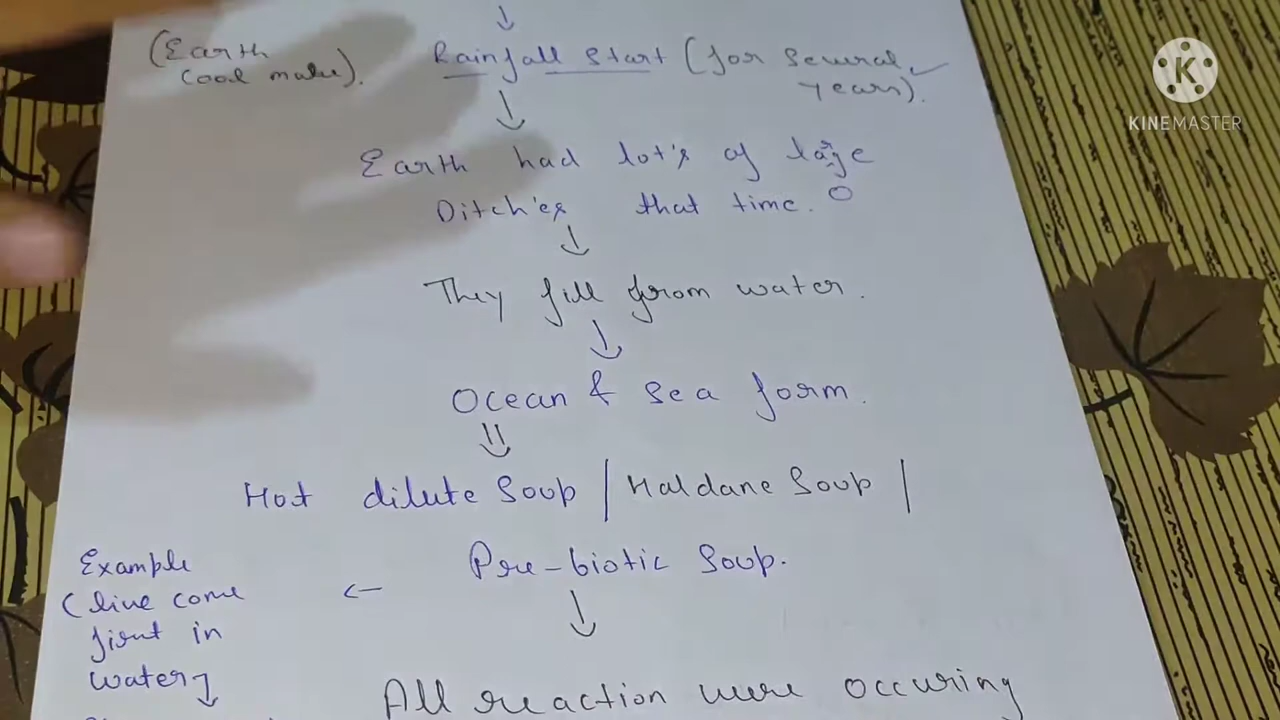 (Earth
cool make).
Rainfall start (for several
years).
Earth had lot's of large
Ditch'es that time.
They fill from water.
Ocean & Sea form.
Hot dilute Soup / Haldane Soup /
Pre-biotic Soup.
Example
(live come
first in
water)
All reaction were occuring
K
KINEMASTER